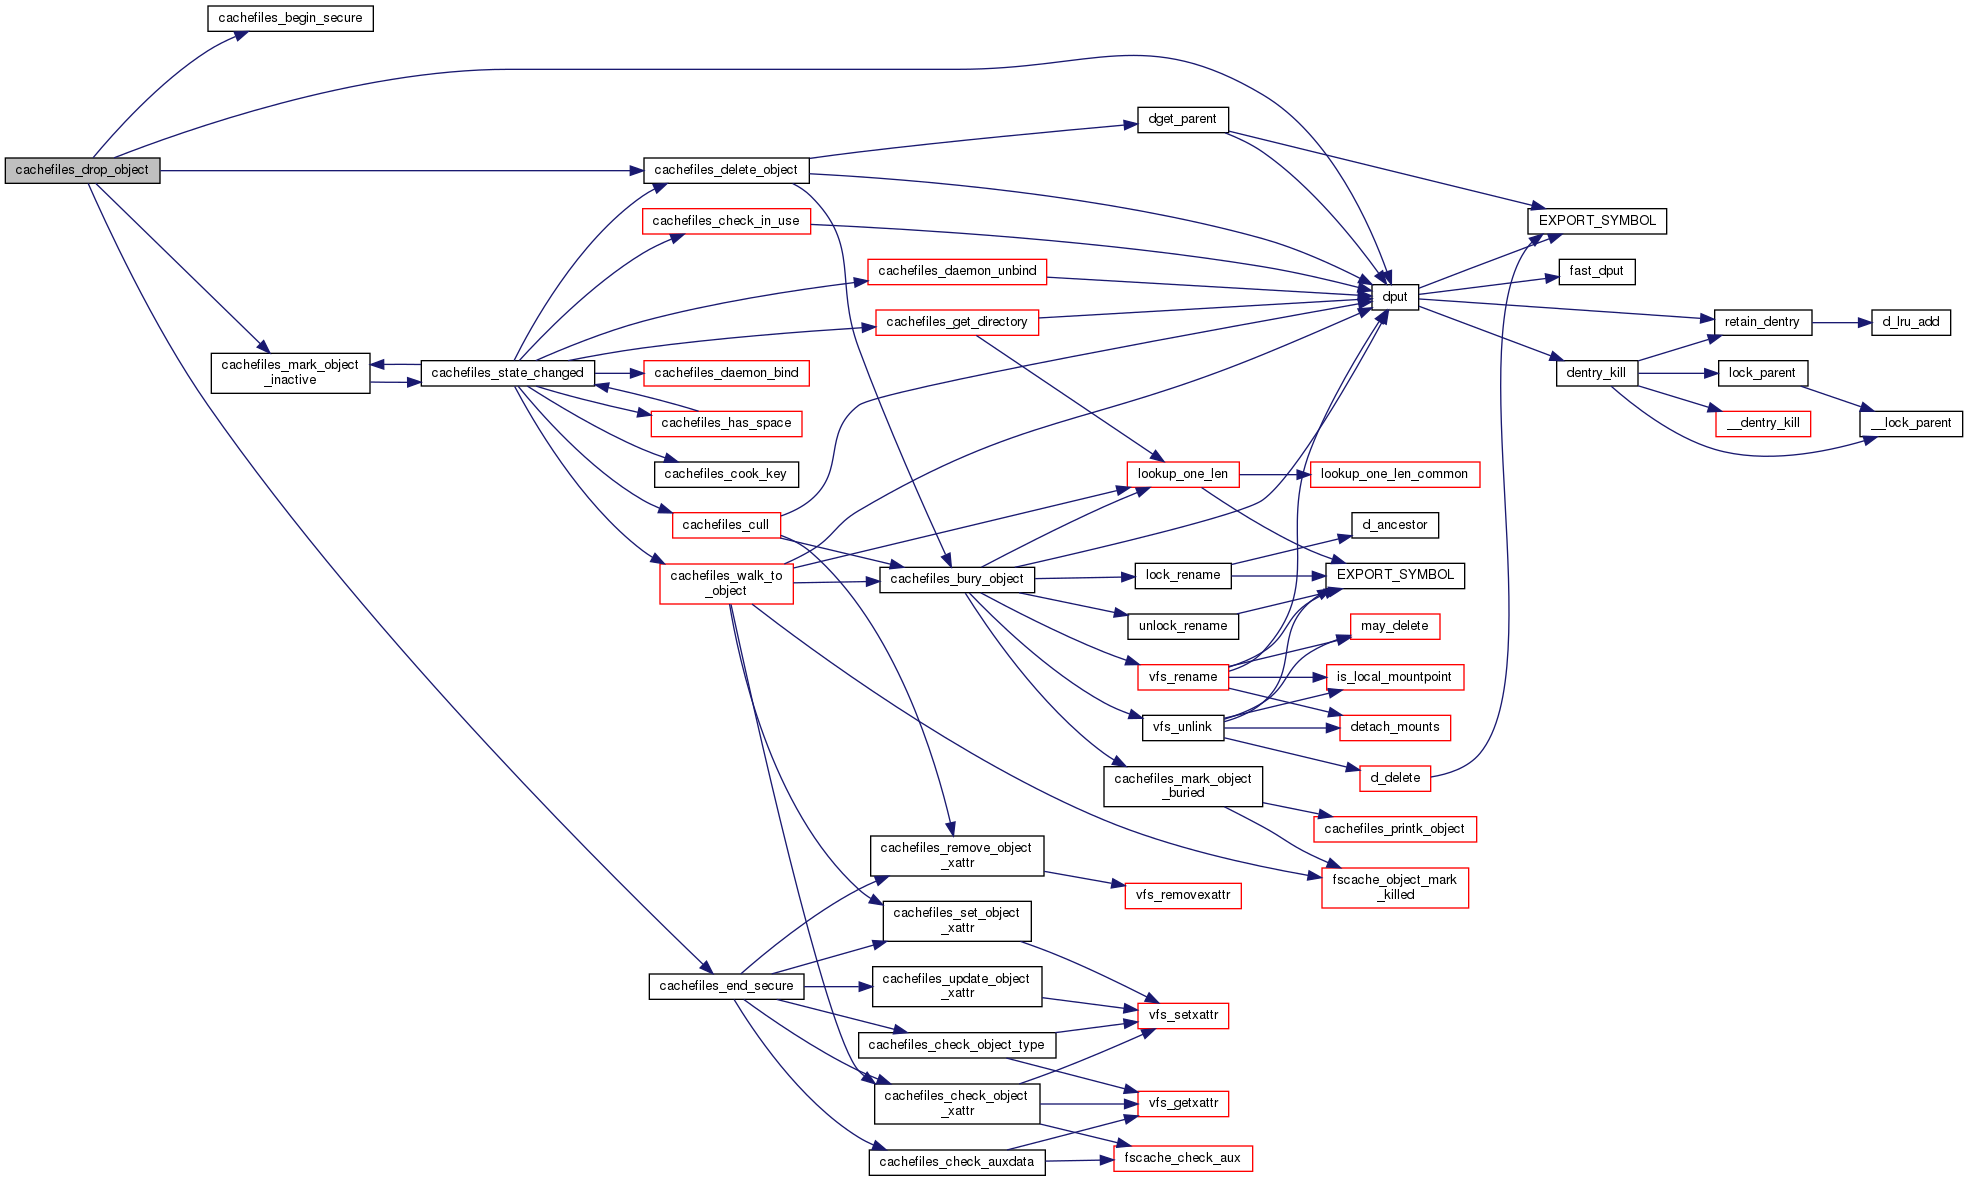 cachefiles_begin_secure
dget_parent
cachefiles_drop_object
cachefiles_delete_object
cachefiles_check_in_use
EXPORT_SYMBOL
cachefiles_daemon_unbind
fast_dput
dput
cachefiles_get_directory
retain_dentry
d_lru_add
cachefiles_mark_object
_inactive
cachefiles_state_changed
cachefiles_daemon_bind
dentry_kill
lock_parent
cachefiles_has_space
__dentry_kill
__lock_parent
cachefiles_cook_key
lookup_one_len
lookup_one_len_common
cachefiles_cull
d_ancestor
cachefiles_walk_to
_object
cachefiles_bury_object
lock_rename
EXPORT_SYMBOL
unlock_rename
may_delete
vfs_rename
is_local_mountpoint
vfs_unlink
detach_mounts
cachefiles_mark_object
_buried
d_delete
cachefiles_printk_object
cachefiles_remove_object
_xattr
vfs_removexattr
fscache_object_mark
_killed
cachefiles_set_object
_xattr
cachefiles_end_secure
cachefiles_update_object
_xattr
vfs_setxattr
cachefiles_check_object_type
cachefiles_check_object
_xattr
vfs_getxattr
cachefiles_check_auxdata
fscache_check_aux